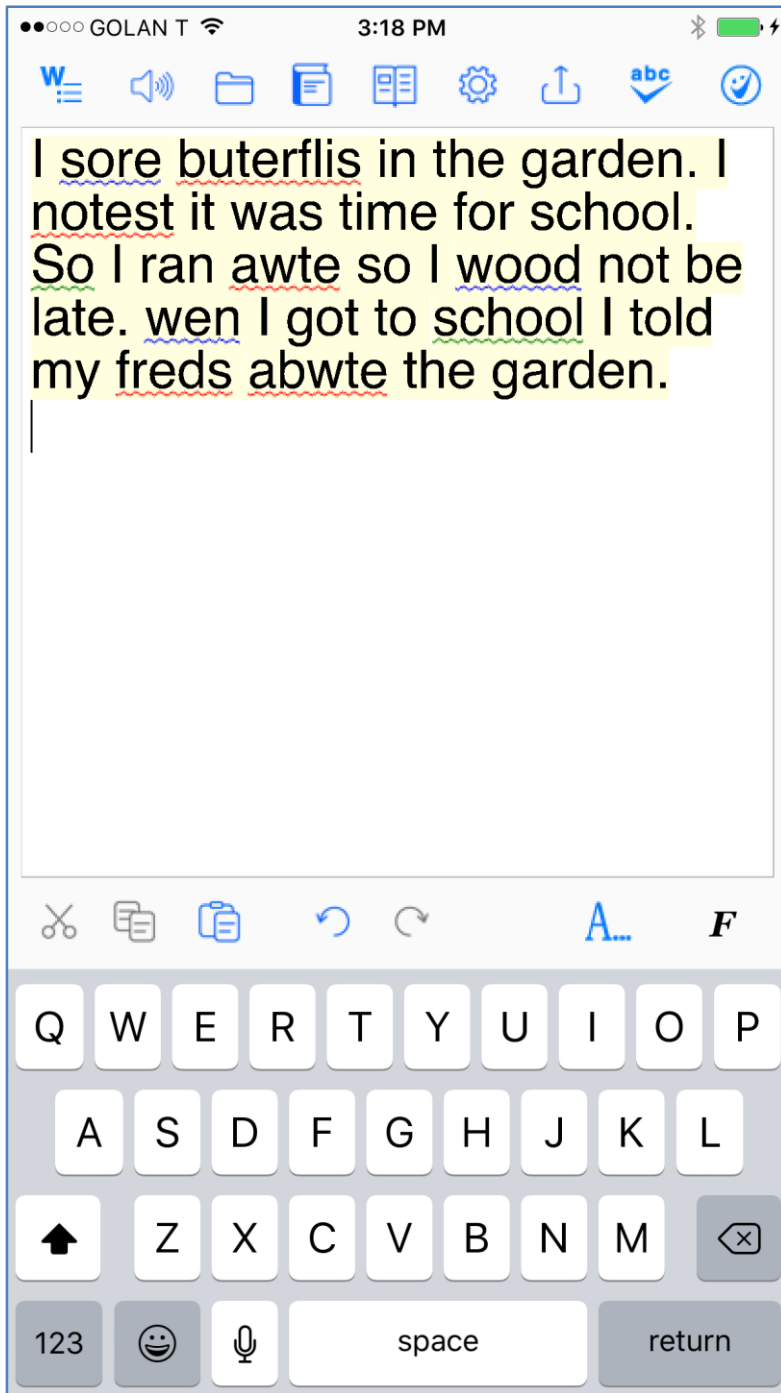 GOLAN T 3:18 PM
W abc
I sore buterflis in the garden. I
notest it was time for school.
So I ran awte so I wood not be
late. wen I got to school I told
my freds abwte the garden.
A... F
Q W E R T Y U I O P
A S D F G H J K L
Z X C V B N M
123 space return